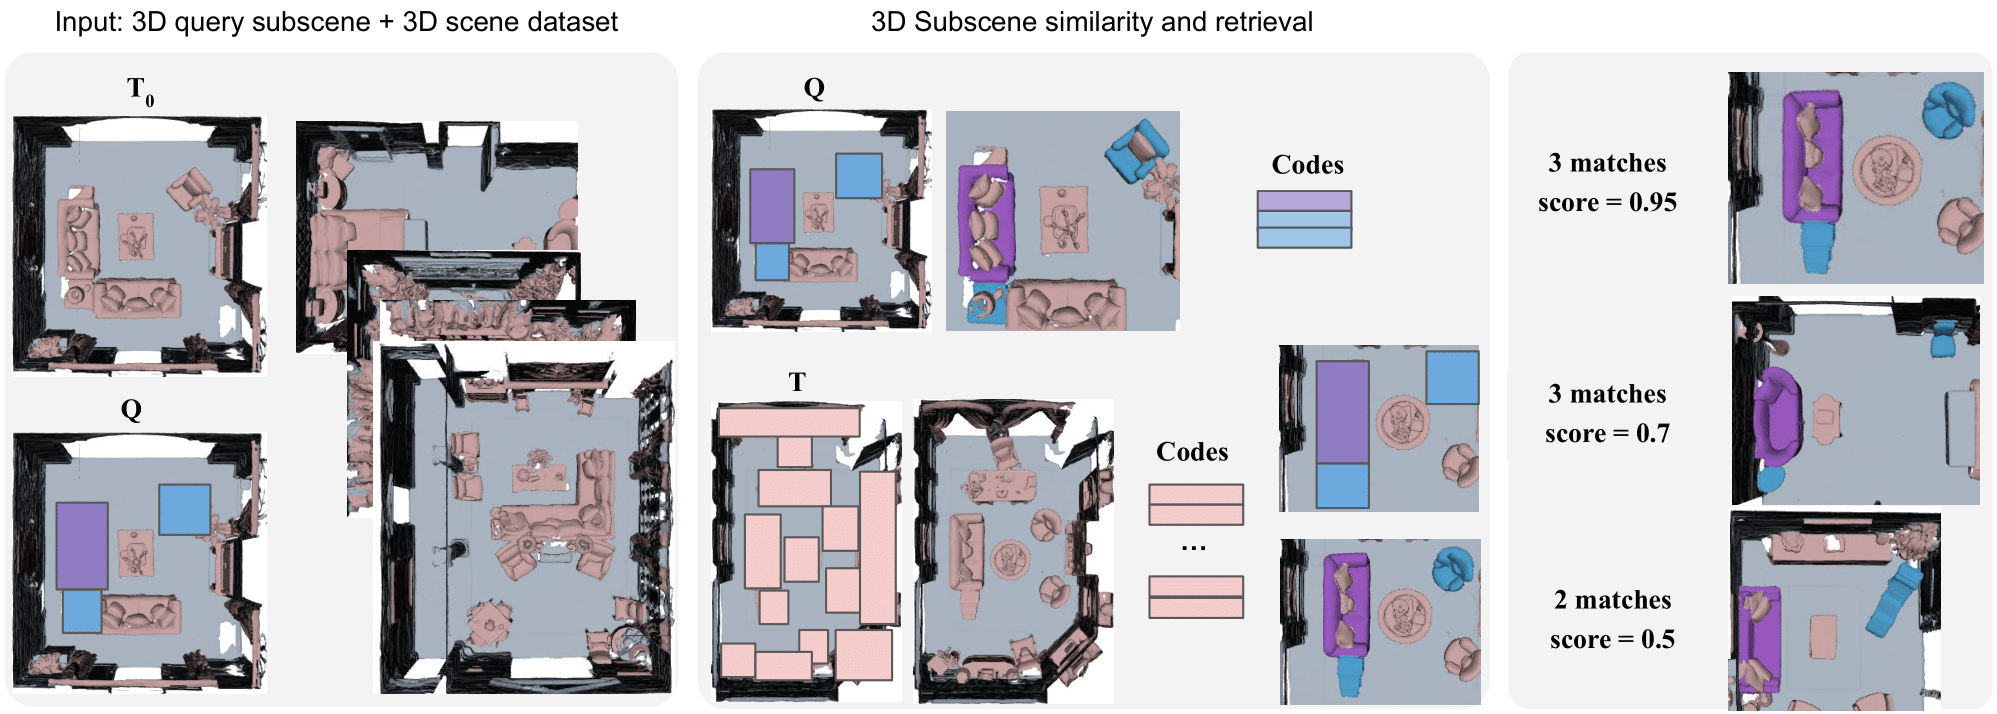 Input: 3D query subscene + 3D scene dataset
3D Subscene similarity and retrieval
T0
Q
Q
Codes
T
Codes
...
3 matches
score = 0.95
3 matches
score = 0.7
2 matches
score = 0.5